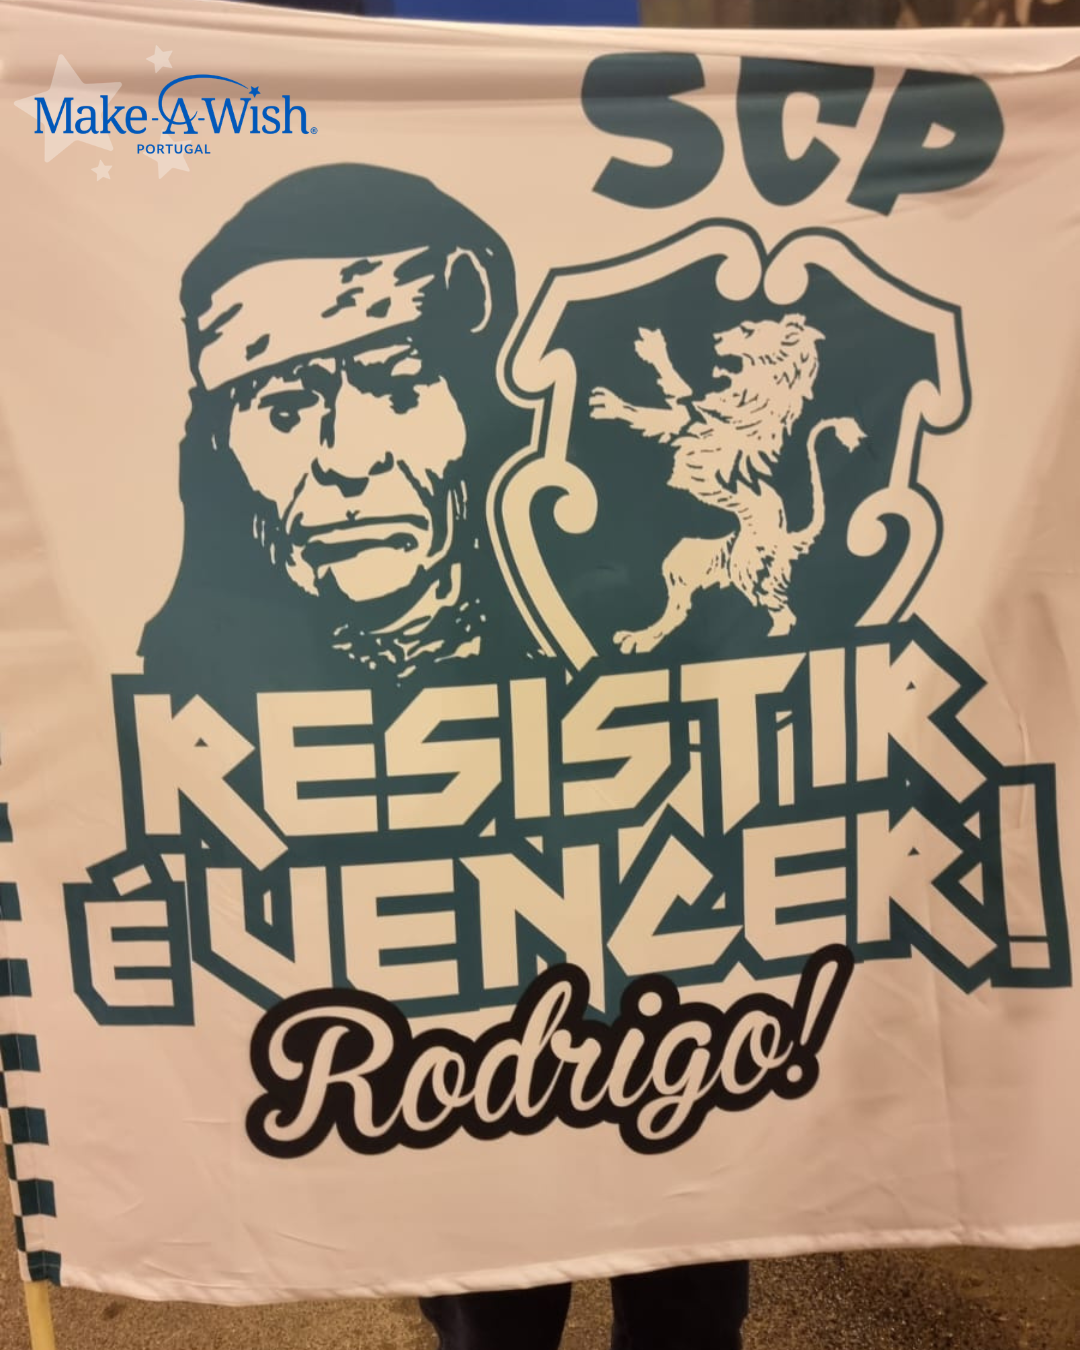 Make-A-Wish®
PORTUGAL
SCP
RESISTIR
É VENCER!
Rodrigo!